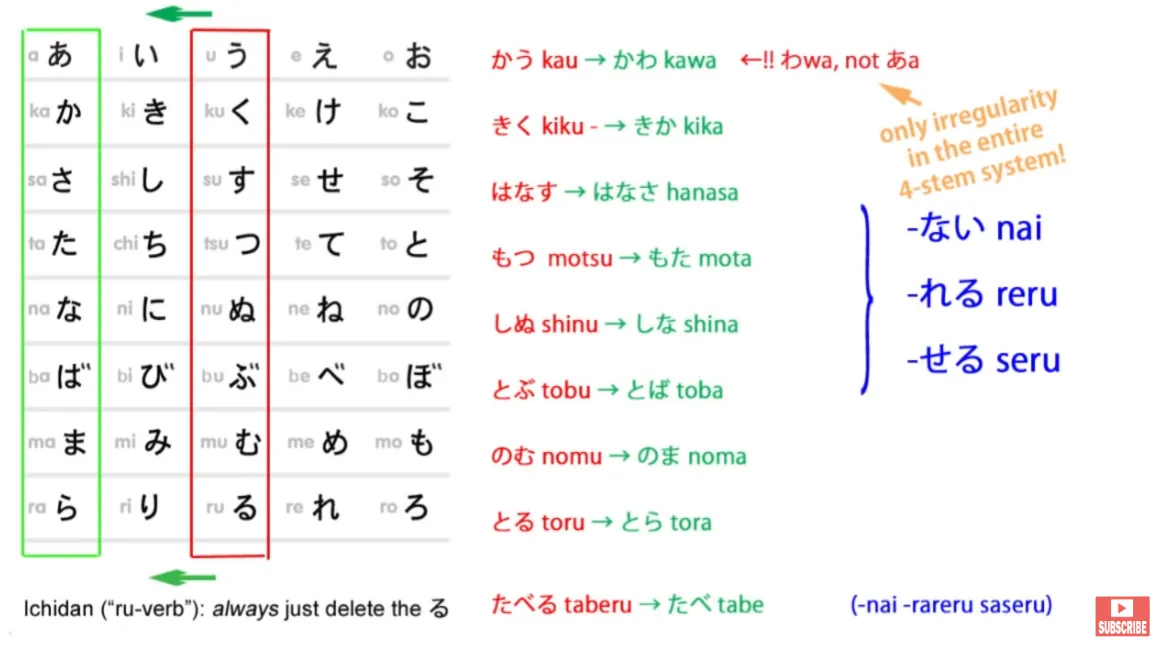 a あ i い u う e え o お
ka か ki き ku く ke け ko こ
sa さ shi し su す se せ so そ
ta た chi ち tsu つ te て to と
na な ni に nu ぬ ne ね no の
ba ば bi び bu ぶ be べ bo ぼ
ma ま mi み mu む me め mo も
ra ら ri り ru る re れ ro ろ
Ichidan (“ru-verb”): always just delete the る
かう kau → かわ kawa ←!! わwa, not あa
only irregularity
in the entire
4-stem system!
きく kiku - → きか kika
はなす → はなさ hanasa
もつ motsu → もた mota
しぬ shinu → しな shina
とぶ tobu → とば toba
のむ nomu → のま noma
とる toru → とら tora
-ない nai
-れる reru
-せる seru
たべる taberu → たべ tabe (-nai -rareru saseru)
SUBSCRIBE